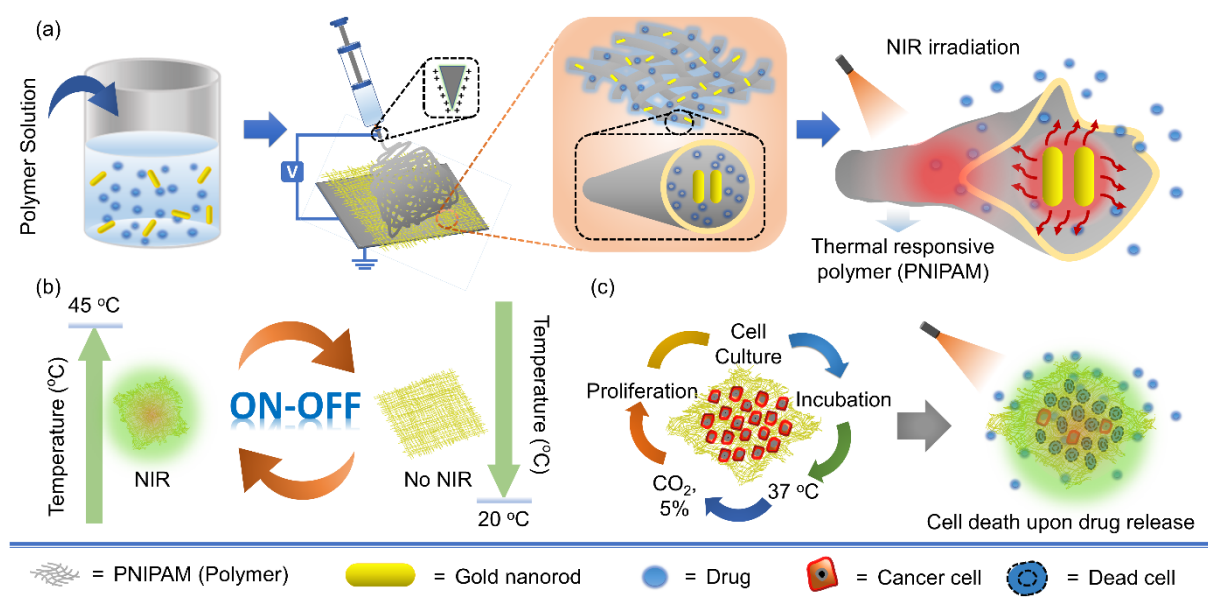 (a)
Polymer Solution
V
+ + + + + + + + + + +
NIR irradiation
Thermal responsive
polymer (PNIPAM)
(b)
45 °C
Temperature (°C)
NIR
ON-OFF
No NIR
Temperature (°C)
20 °C
(c)
Cell
Culture
Proliferation
Incubation
CO₂,
5%
37 °C
Cell death upon drug release
= PNIPAM (Polymer)
= Gold nanorod
= Drug
= Cancer cell
= Dead cell